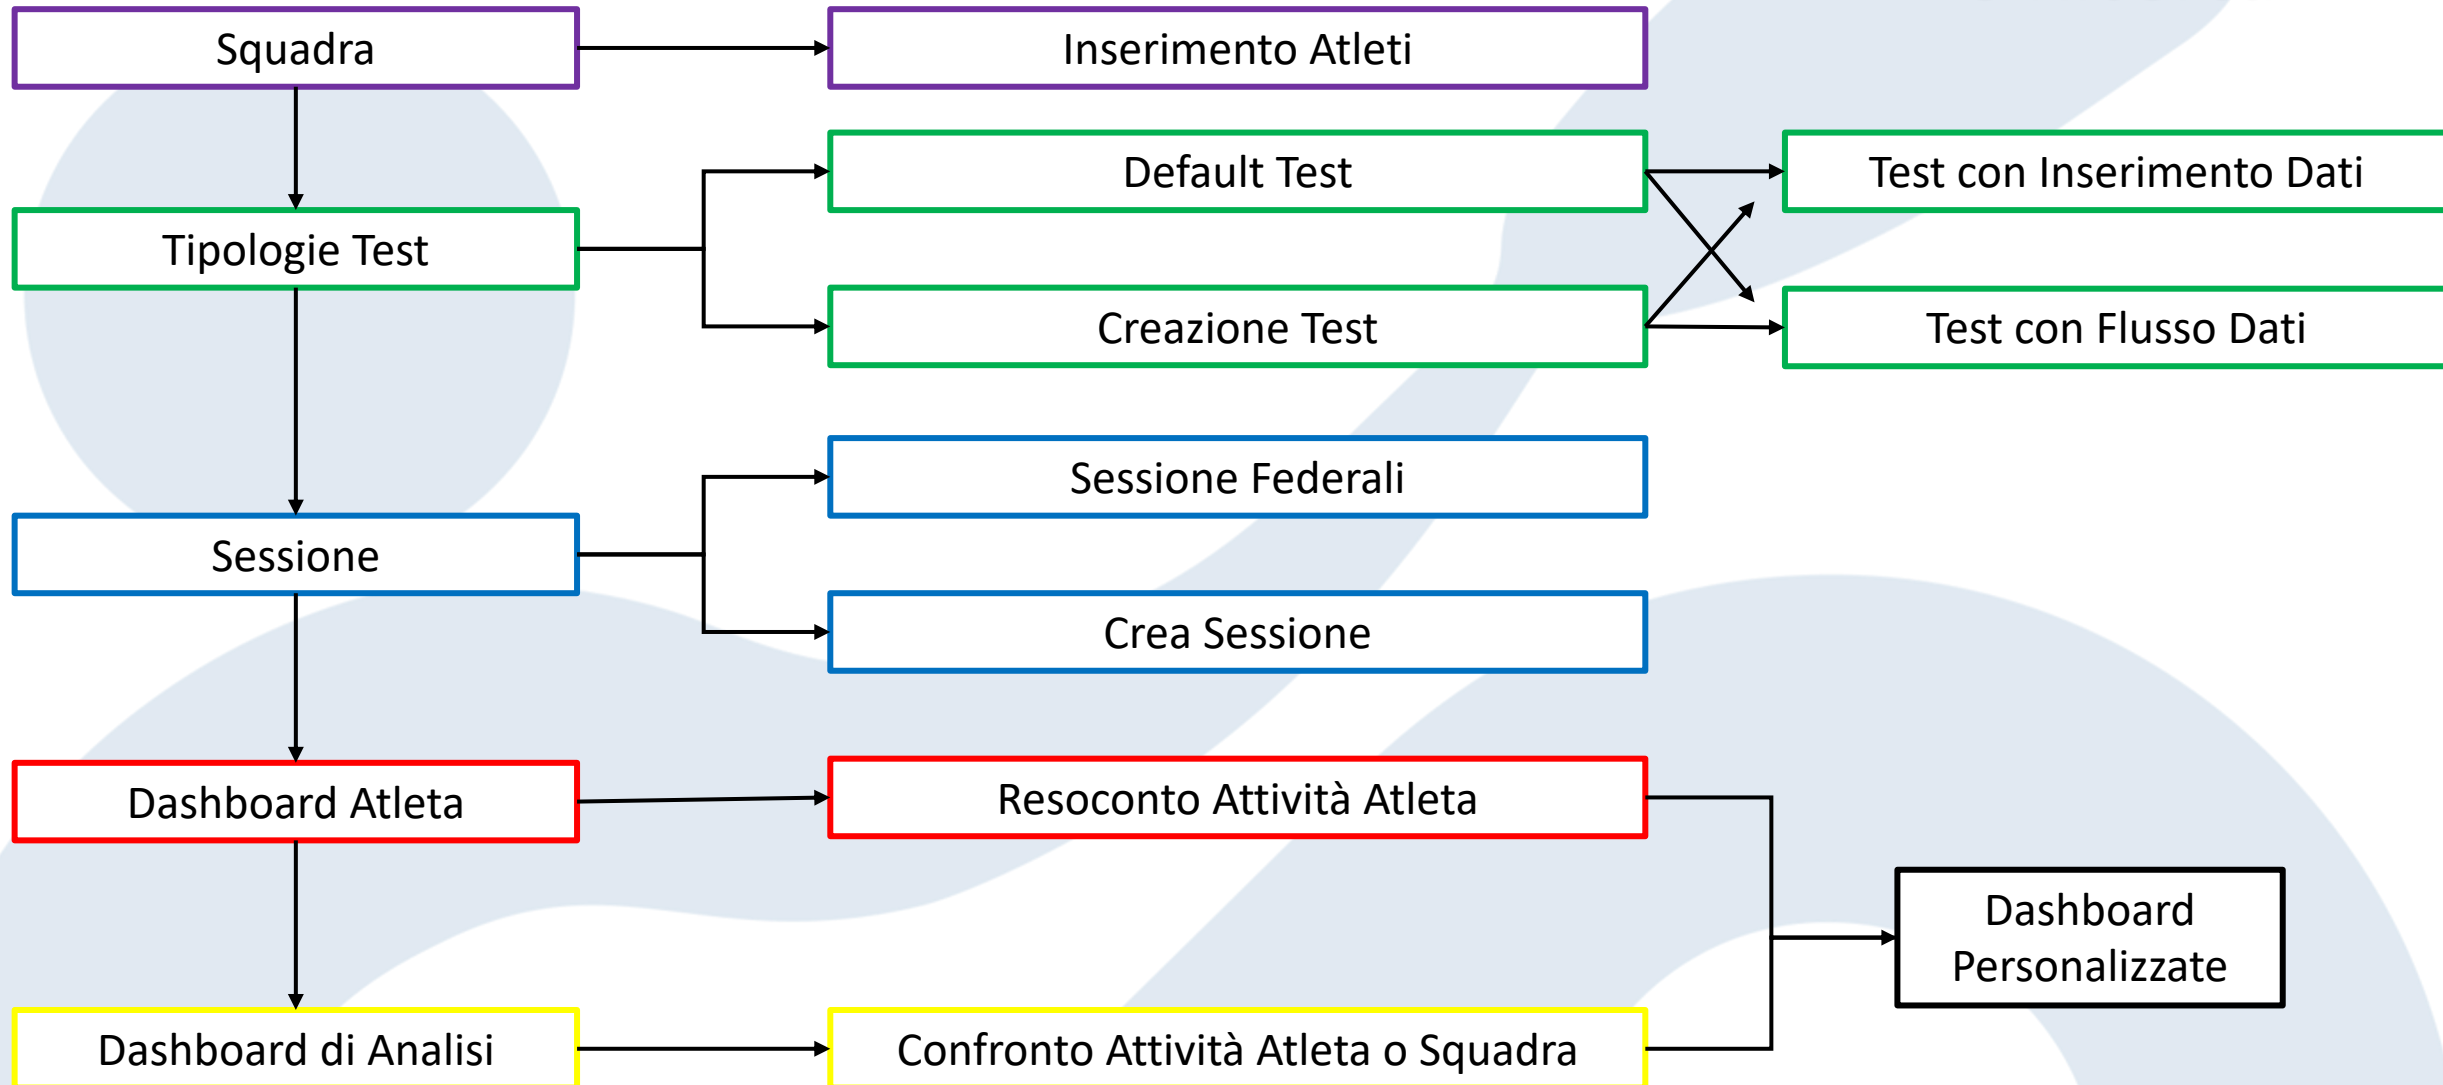 Squadra
Inserimento Atleti
Default Test
Test con Inserimento Dati
Tipologie Test
Creazione Test
Test con Flusso Dati
Sessione Federali
Sessione
Crea Sessione
Dashboard Atleta
Resoconto Attività Atleta
Dashboard
Personalizzate
Dashboard di Analisi
Confronto Attività Atleta o Squadra